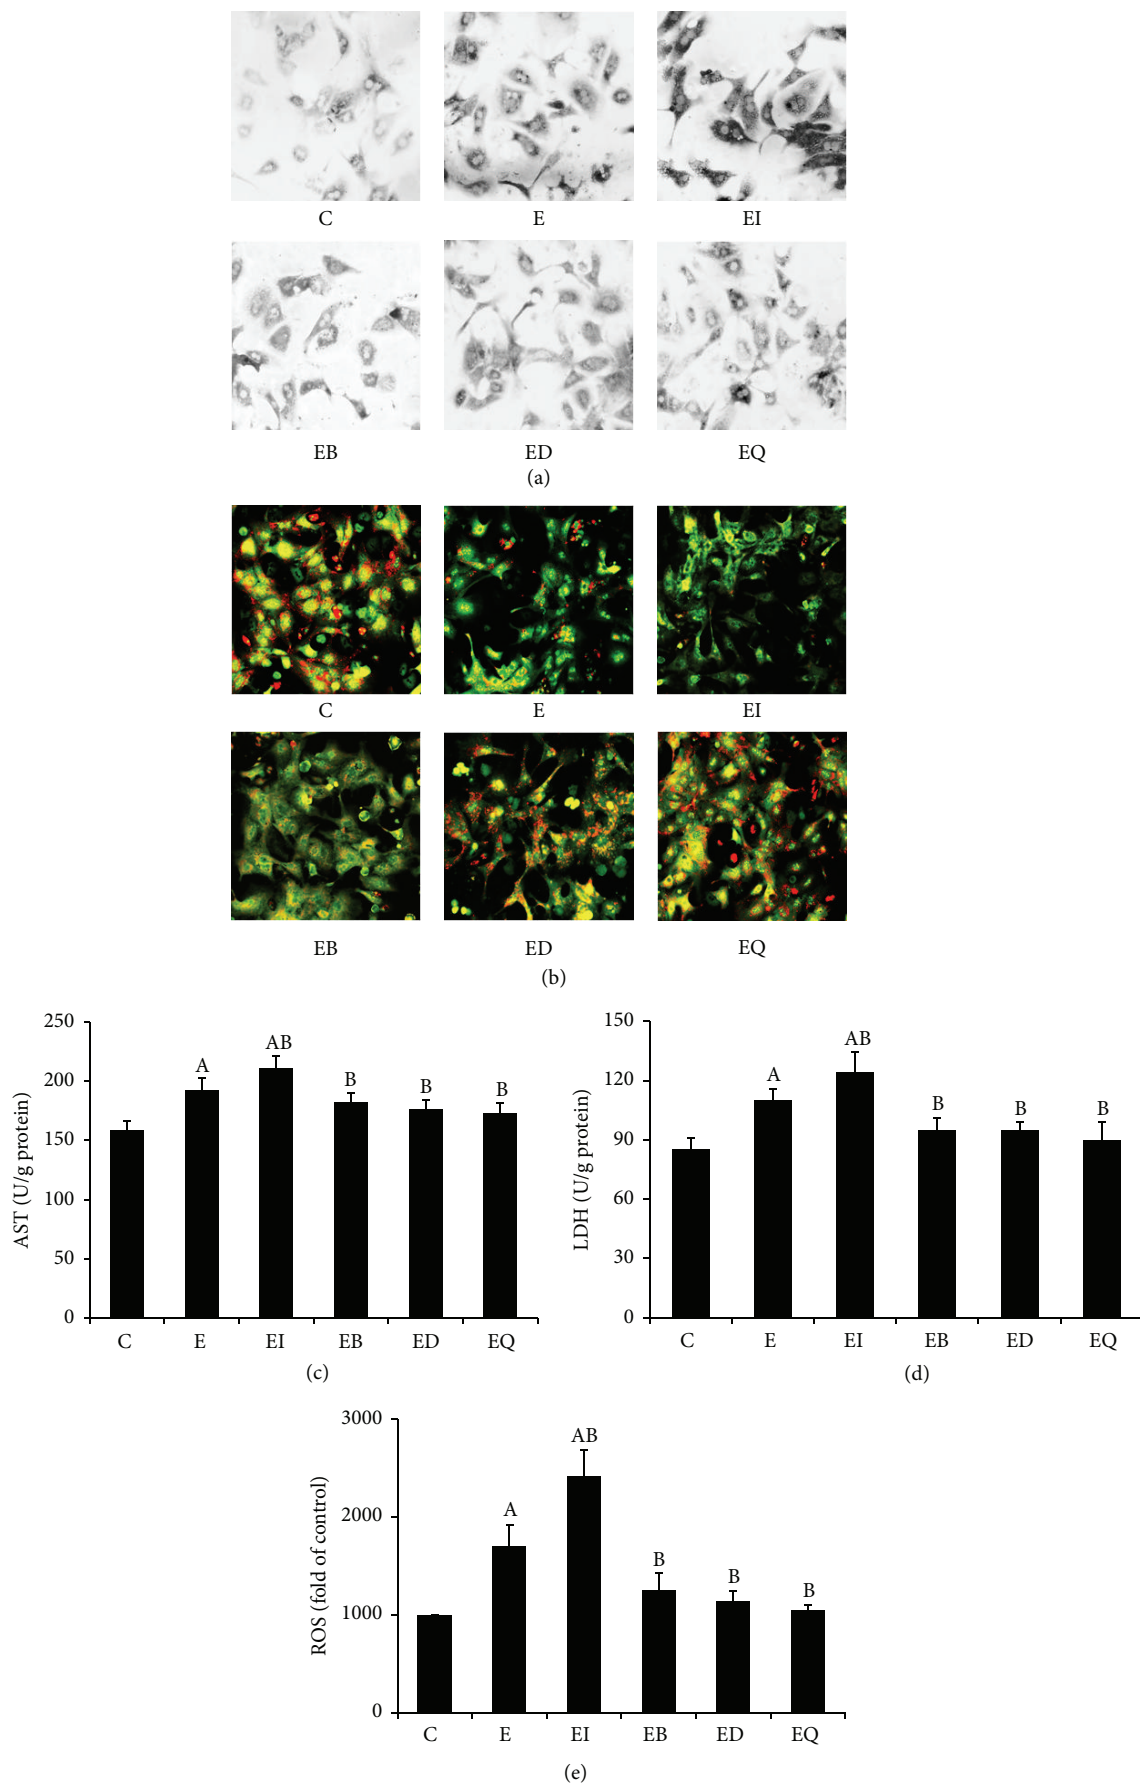 C
E
EI
EB
ED
EQ
(a)
C
E
EI
EB
ED
EQ
(b)
250
200
150
100
50
0
AST (U/g protein)
A
AB
B
B
B
C
E
EI
EB
ED
EQ
(c)
150
120
90
60
30
0
LDH (U/g protein)
A
AB
B
B
B
C
E
EI
EB
ED
EQ
(d)
3000
2000
1000
0
ROS (fold of control)
A
AB
B
B
B
C
E
EI
EB
ED
EQ
(e)